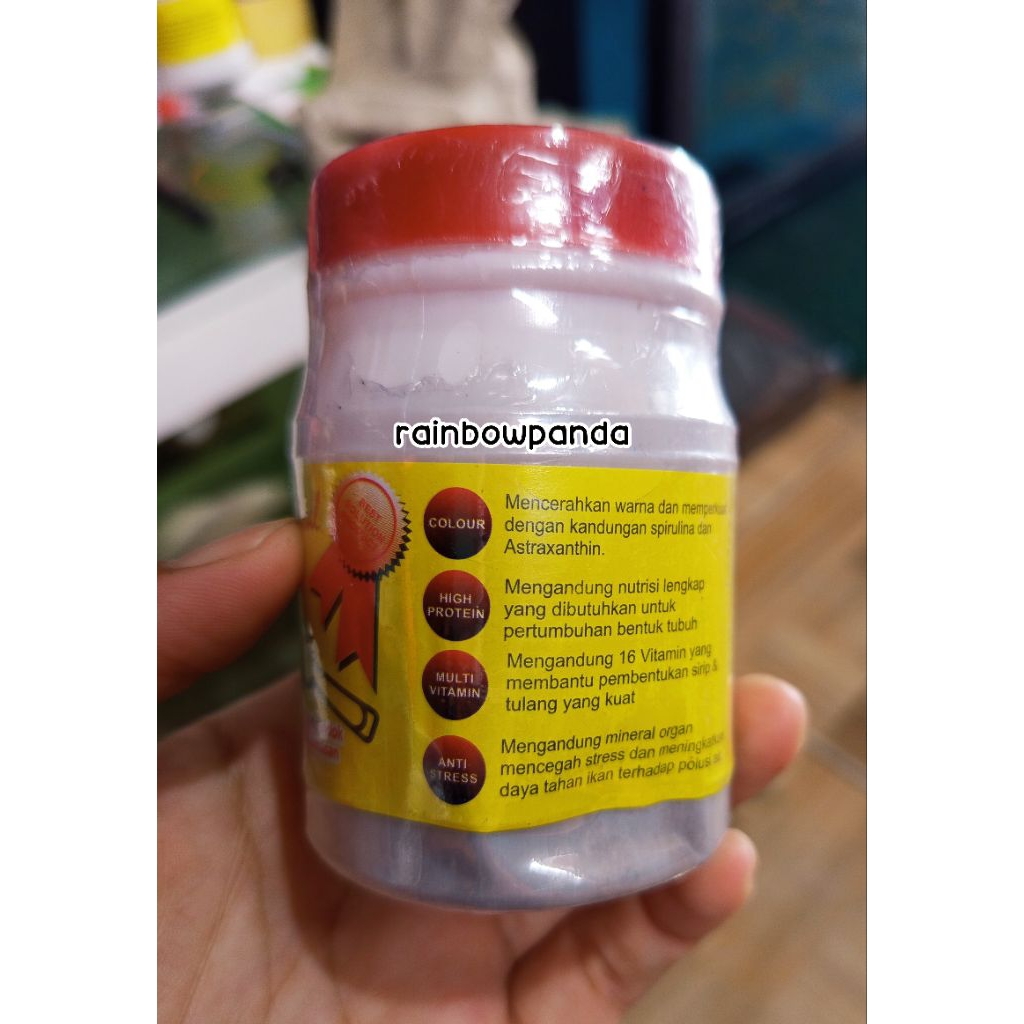 rainbowpanda
COLOUR
Mencerahkan warna dan
dengan kandungan spirulina dan
Astraxanthin.
HIGH
PROTEIN
Mengandung nutrisi lengkap
yang dibutuhkan untuk
pertumbuhan bentuk tubuh
MULTI
VITAMIN
Mengandung 16 Vitamin yang
membantu pembentukan sirip &
tulang yang kuat
ANTI
STRESS
Mengandung mineral organ
mencegah stress dan
daya tahan ikan terhadap polusi
BEST